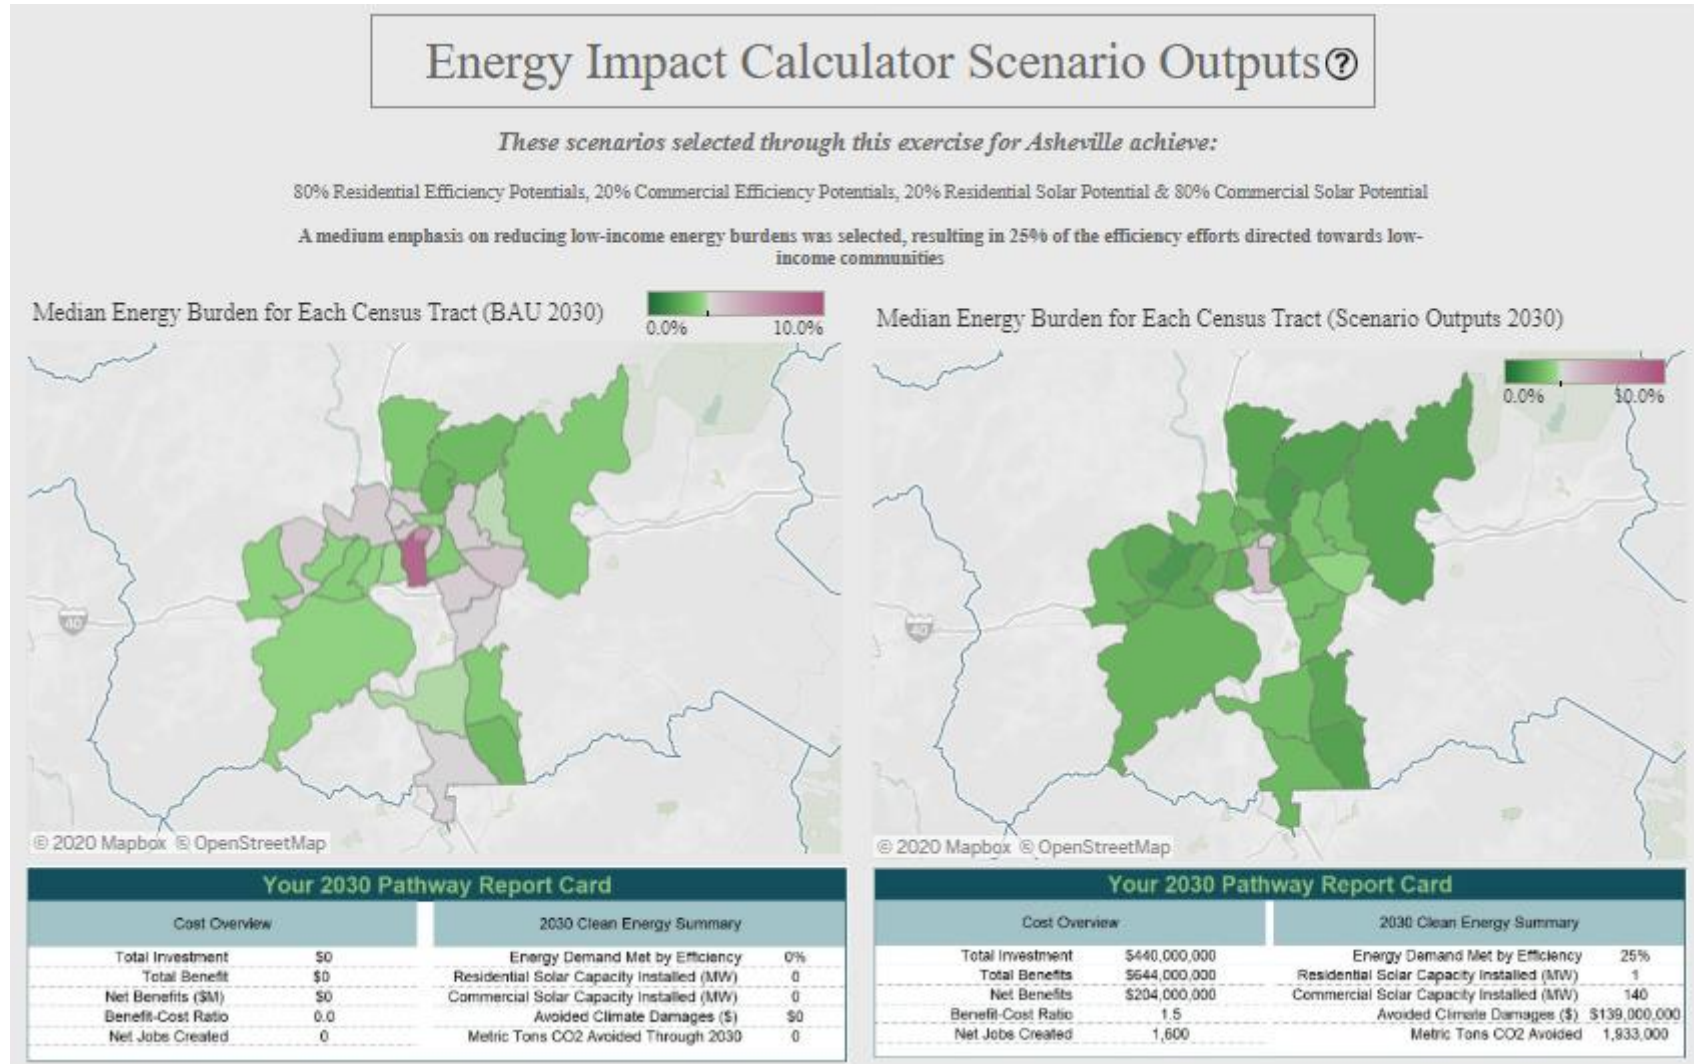 Energy Impact Calculator Scenario Outputs?
These scenarios selected through this exercise for Asheville achieve:
80% Residential Efficiency Potentials, 20% Commercial Efficiency Potentials, 20% Residential Solar Potential & 80% Commercial Solar Potential
A medium emphasis on reducing low-income energy burdens was selected, resulting in 25% of the efficiency efforts directed towards low-
income communities
Median Energy Burden for Each Census Tract (BAU 2030)
0.0% 10.0%
40
© 2020 Mapbox © OpenStreetMap
Median Energy Burden for Each Census Tract (Scenario Outputs 2030)
0.0% 10.0%
40
© 2020 Mapbox © OpenStreetMap
Your 2030 Pathway Report Card
Cost Overview 2030 Clean Energy Summary
Total Investment $0 Energy Demand Met by Efficiency 0%
Total Benefit $0 Residential Solar Capacity Installed (MW) 0
Net Benefits ($M) $0 Commercial Solar Capacity Installed (MW) 0
Benefit-Cost Ratio 0.0 Avoided Climate Damages ($) $0
Net Jobs Created 0 Metric Tons CO2 Avoided Through 2030 0
Your 2030 Pathway Report Card
Cost Overview 2030 Clean Energy Summary
Total Investment $440,000,000 Energy Demand Met by Efficiency 25%
Total Benefits $644,000,000 Residential Solar Capacity Installed (MW) 1
Net Benefits $204,000,000 Commercial Solar Capacity Installed (MW) 140
Benefit-Cost Ratio 1.5 Avoided Climate Damages ($) $139,000,000
Net Jobs Created 1,600 Metric Tons CO2 Avoided 1,933,000